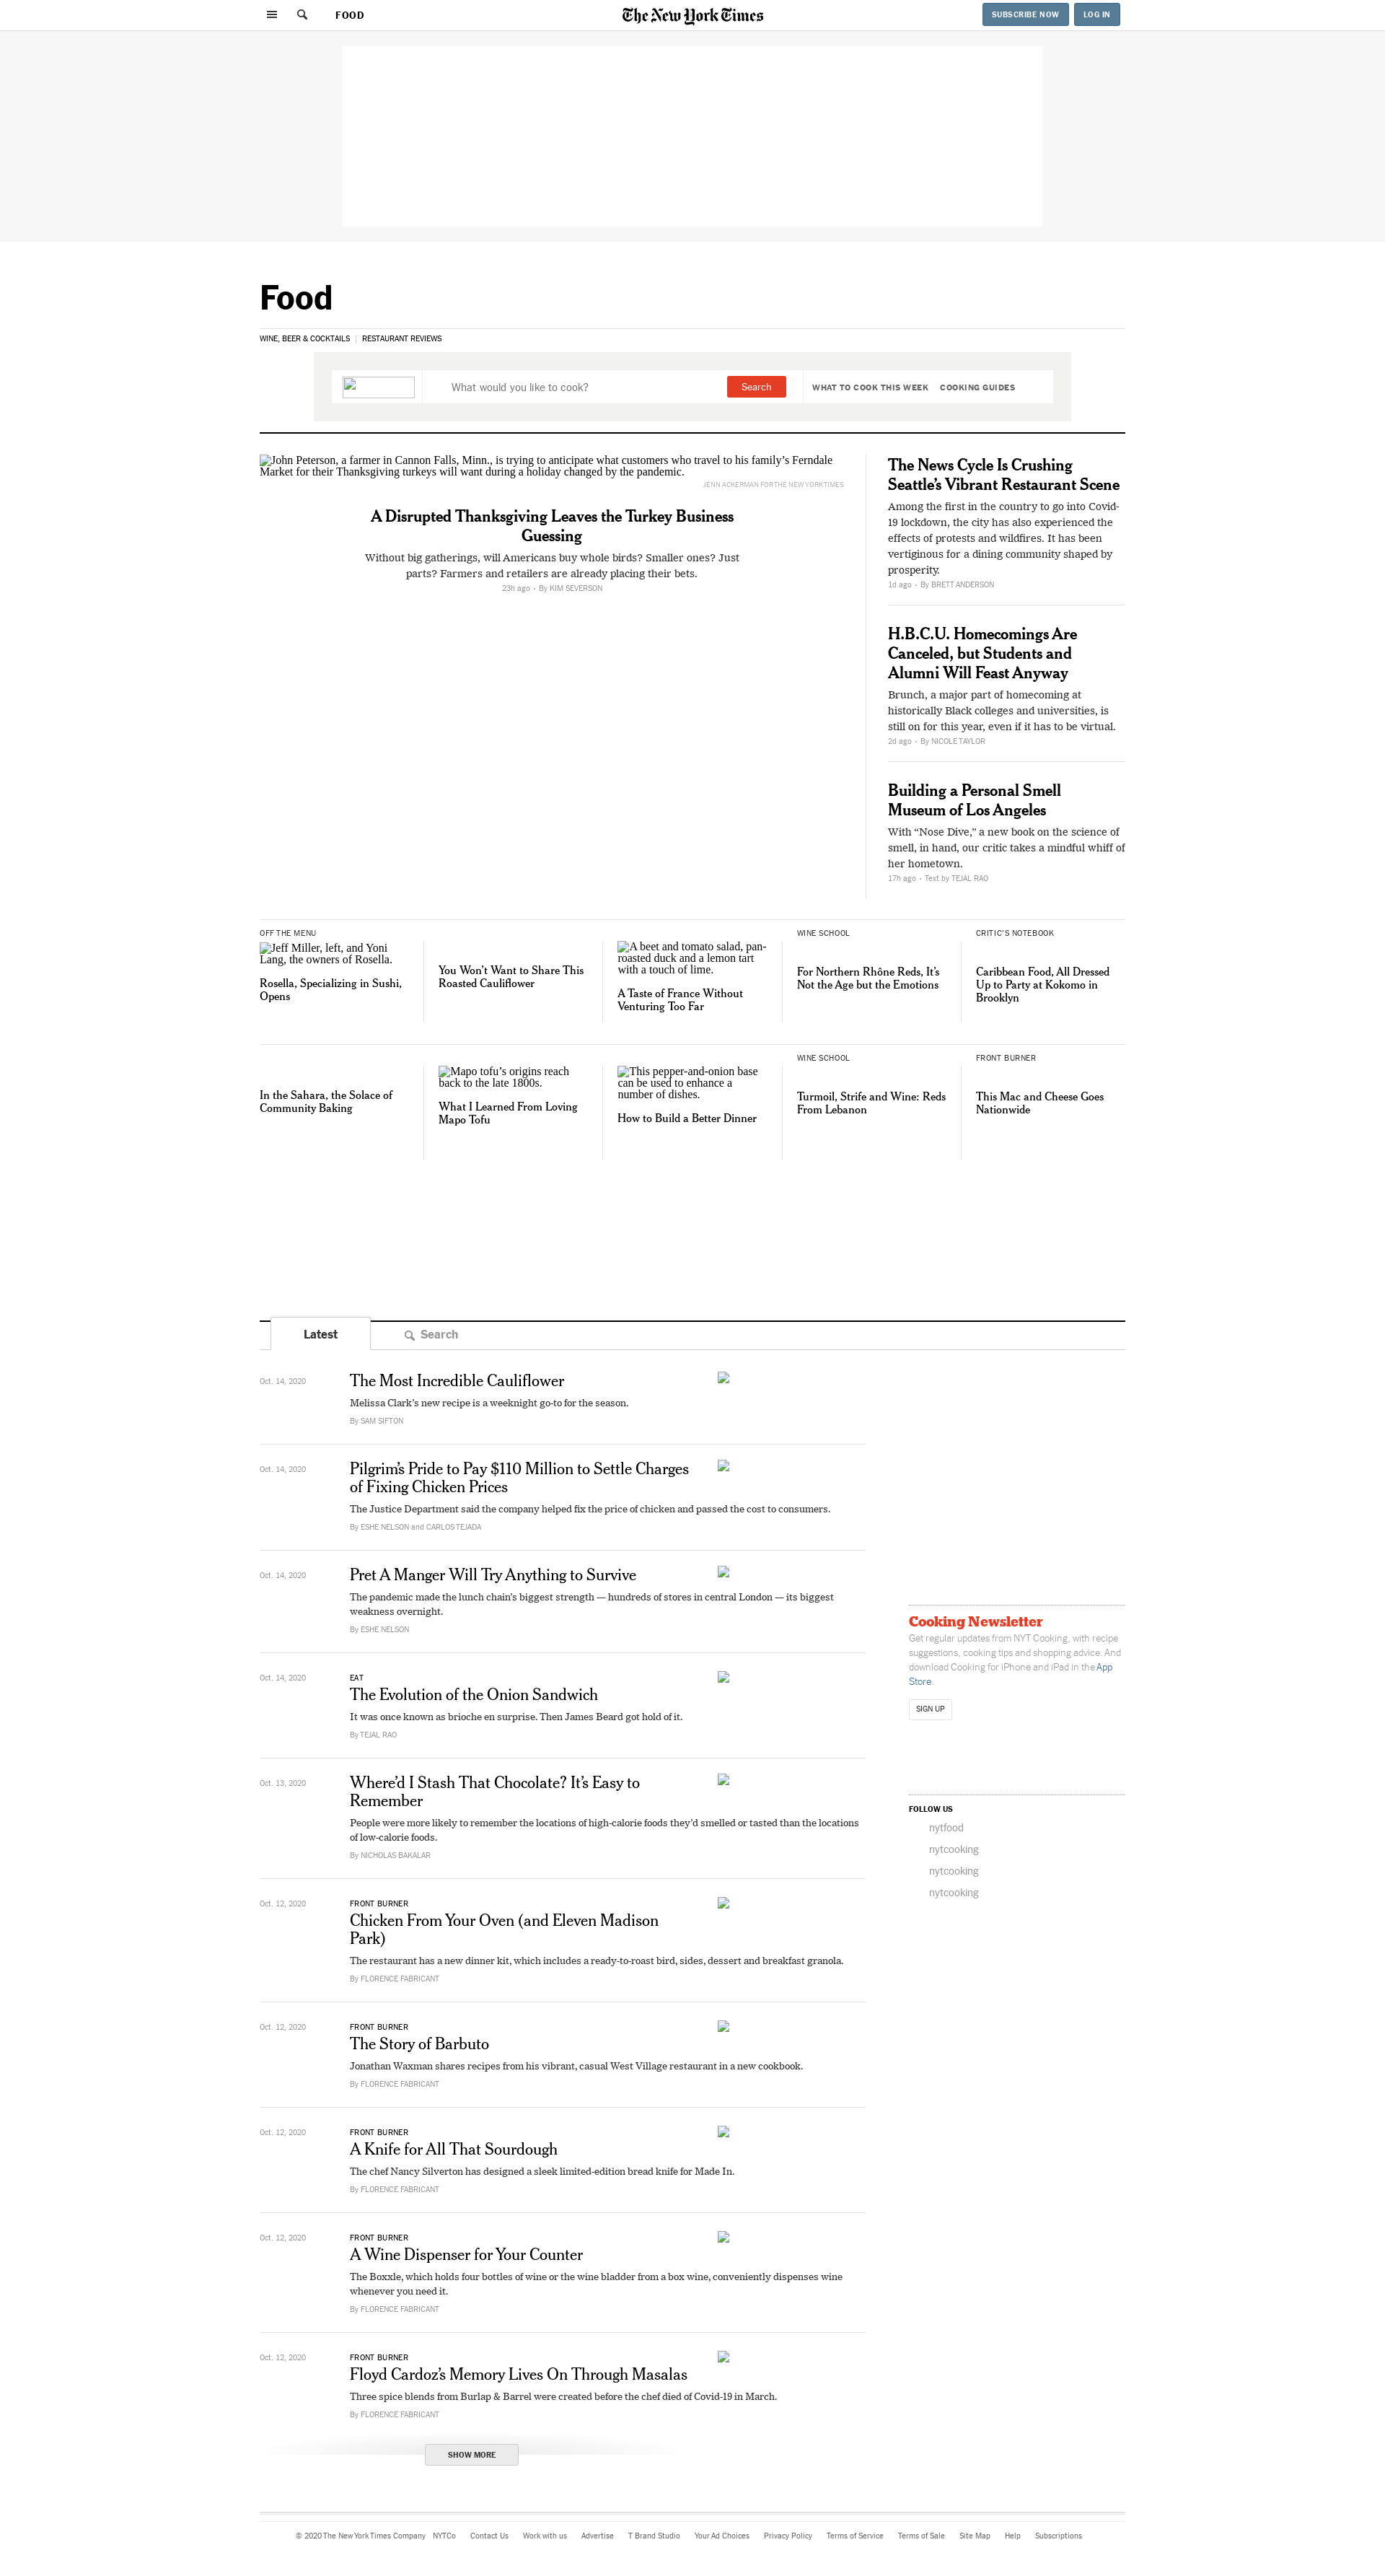 FOOD
The New York Times
SUBSCRIBE NOW
LOG IN
Food
WINE, BEER & COCKTAILS
RESTAURANT REVIEWS
What would you like to cook?
Search
WHAT TO COOK THIS WEEK
COOKING GUIDES
John Peterson, a farmer in Cannon Falls, Minn., is trying to anticipate what customers who travel to his family’s Ferndale
Market for their Thanksgiving turkeys will want during a holiday changed by the pandemic.
JENN ACKERMAN FOR THE NEW YORK TIMES
A Disrupted Thanksgiving Leaves the Turkey Business
Guessing
Without big gatherings, will Americans buy whole birds? Smaller ones? Just
parts? Farmers and retailers are already placing their bets.
23h ago • By KIM SEVERSON
The News Cycle Is Crushing
Seattle’s Vibrant Restaurant Scene
Among the first in the country to go into Covid-
19 lockdown, the city has also experienced the
effects of protests and wildfires. It has been
vertiginous for a dining community shaped by
prosperity.
1d ago • By BRETT ANDERSON
H.B.C.U. Homecomings Are
Canceled, but Students and
Alumni Will Feast Anyway
Brunch, a major part of homecoming at
historically Black colleges and universities, is
still on for this year, even if it has to be virtual.
2d ago • By NICOLE TAYLOR
Building a Personal Smell
Museum of Los Angeles
With “Nose Dive,” a new book on the science of
smell, in hand, our critic takes a mindful whiff of
her hometown.
17h ago • Text by TEJAL RAO
OFF THE MENU
Jeff Miller, left, and Yoni
Lang, the owners of Rosella.
Rosella, Specializing in Sushi,
Opens
You Won’t Want to Share This
Roasted Cauliflower
A beet and tomato salad, pan-
roasted duck and a lemon tart
with a touch of lime.
A Taste of France Without
Venturing Too Far
WINE SCHOOL
For Northern Rhône Reds, It’s
Not the Age but the Emotions
CRITIC’S NOTEBOOK
Caribbean Food, All Dressed
Up to Party at Kokomo in
Brooklyn
In the Sahara, the Solace of
Community Baking
Mapo tofu’s origins reach
back to the late 1800s.
What I Learned From Loving
Mapo Tofu
This pepper-and-onion base
can be used to enhance a
number of dishes.
How to Build a Better Dinner
WINE SCHOOL
Turmoil, Strife and Wine: Reds
From Lebanon
FRONT BURNER
This Mac and Cheese Goes
Nationwide
Latest
Search
Oct. 14, 2020
The Most Incredible Cauliflower
Melissa Clark’s new recipe is a weeknight go-to for the season.
By SAM SIFTON
Oct. 14, 2020
Pilgrim’s Pride to Pay $110 Million to Settle Charges
of Fixing Chicken Prices
The Justice Department said the company helped fix the price of chicken and passed the cost to consumers.
By ESHE NELSON and CARLOS TEJADA
Oct. 14, 2020
Pret A Manger Will Try Anything to Survive
The pandemic made the lunch chain’s biggest strength — hundreds of stores in central London — its biggest
weakness overnight.
By ESHE NELSON
Oct. 14, 2020
EAT
The Evolution of the Onion Sandwich
It was once known as brioche en surprise. Then James Beard got hold of it.
By TEJAL RAO
Oct. 13, 2020
Where’d I Stash That Chocolate? It’s Easy to
Remember
People were more likely to remember the locations of high-calorie foods they’d smelled or tasted than the locations
of low-calorie foods.
By NICHOLAS BAKALAR
Oct. 12, 2020
FRONT BURNER
Chicken From Your Oven (and Eleven Madison
Park)
The restaurant has a new dinner kit, which includes a ready-to-roast bird, sides, dessert and breakfast granola.
By FLORENCE FABRICANT
Oct. 12, 2020
FRONT BURNER
The Story of Barbuto
Jonathan Waxman shares recipes from his vibrant, casual West Village restaurant in a new cookbook.
By FLORENCE FABRICANT
Oct. 12, 2020
FRONT BURNER
A Knife for All That Sourdough
The chef Nancy Silverton has designed a sleek limited-edition bread knife for Made In.
By FLORENCE FABRICANT
Oct. 12, 2020
FRONT BURNER
A Wine Dispenser for Your Counter
The Boxxle, which holds four bottles of wine or the wine bladder from a box wine, conveniently dispenses wine
whenever you need it.
By FLORENCE FABRICANT
Oct. 12, 2020
FRONT BURNER
Floyd Cardoz’s Memory Lives On Through Masalas
Three spice blends from Burlap & Barrel were created before the chef died of Covid-19 in March.
By FLORENCE FABRICANT
SHOW MORE
Cooking Newsletter
Get regular updates from NYT Cooking, with recipe
suggestions, cooking tips and shopping advice. And
download Cooking for iPhone and iPad in the App
Store.
SIGN UP
FOLLOW US
nytfood
nytcooking
nytcooking
nytcooking
© 2020 The New York Times Company NYTCo Contact Us Work with us Advertise T Brand Studio Your Ad Choices Privacy Policy Terms of Service Terms of Sale Site Map Help Subscriptions